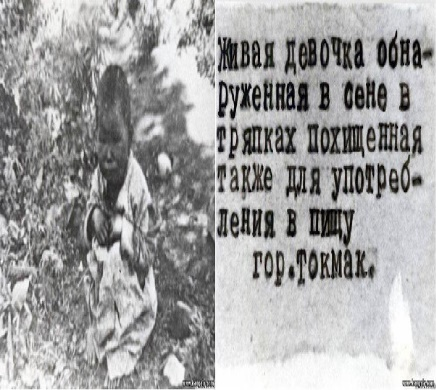 Живая девочка обна-
руженная в сене в
тряпках похищенная
также для употреб-
ления в пищу
гор.Токмак.